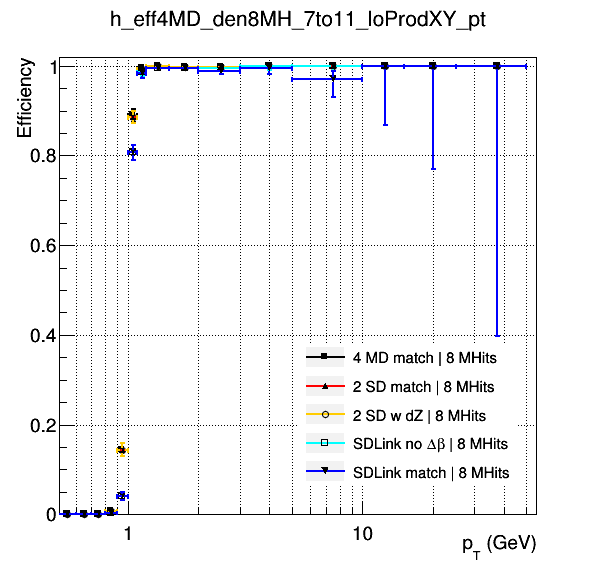 h_eff4MD_den8MH_7to11_loProdXY_pt
Efficiency
1
0.8
0.6
0.4
0.2
0
4 MD match | 8 MHits
2 SD match | 8 MHits
2 SD w dZ | 8 MHits
SDLink no Δβ | 8 MHits
SDLink match | 8 MHits
1 10
p_T (GeV)